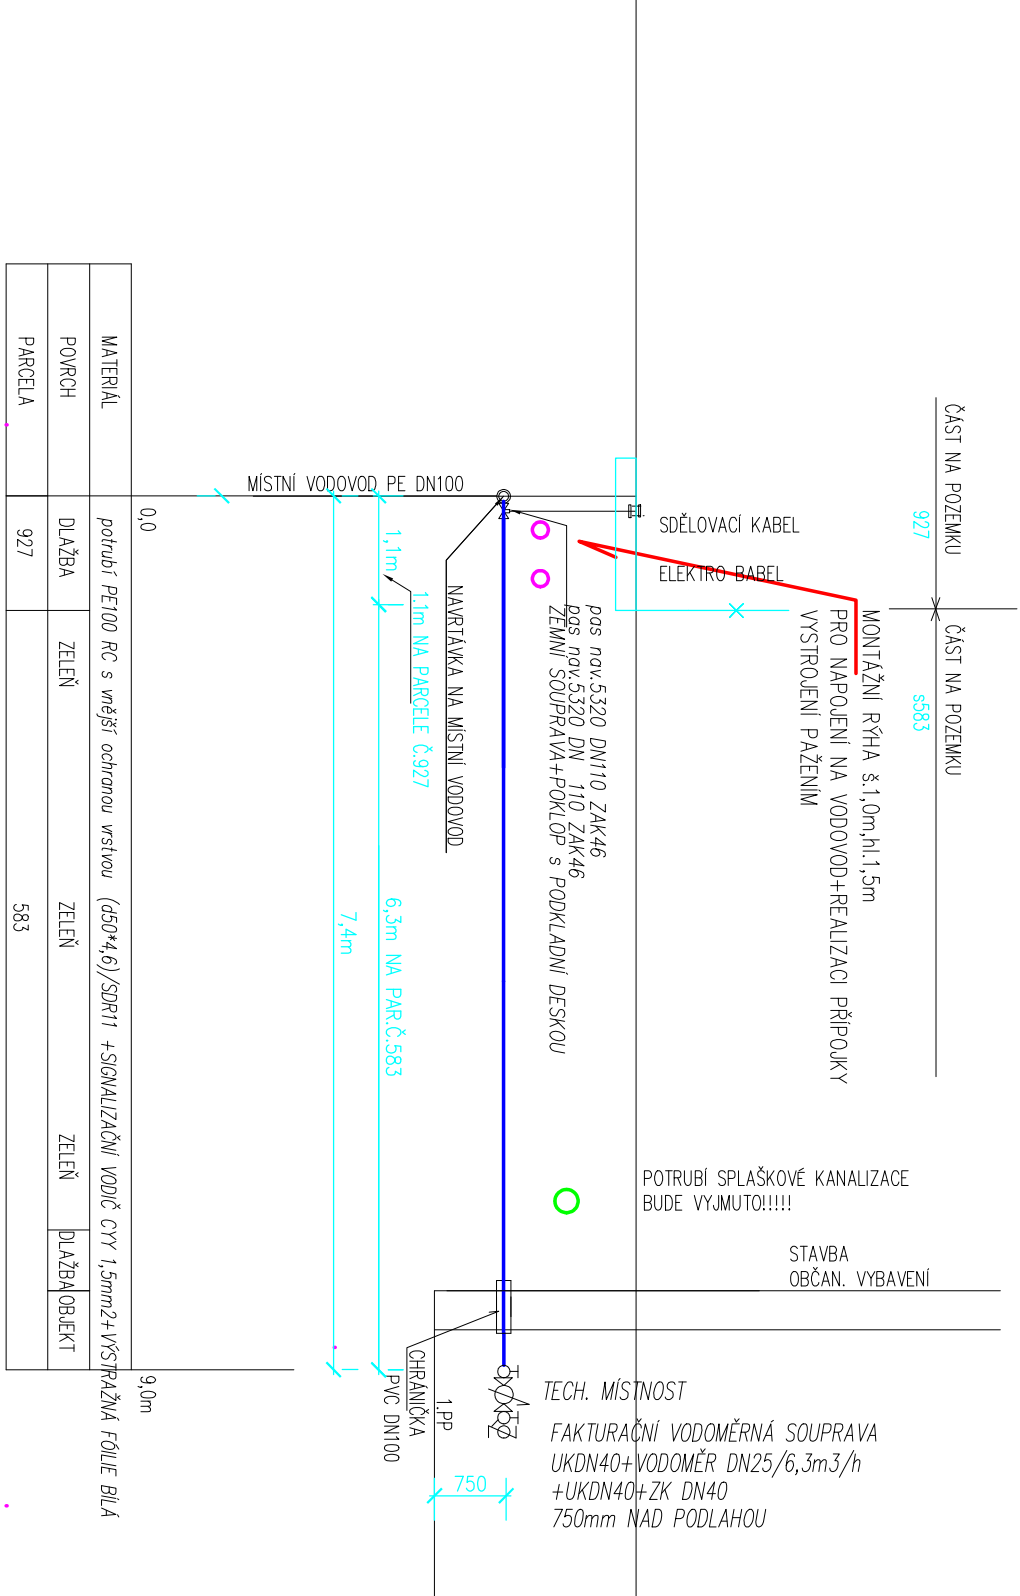 ČÁST NA POZEMKU
927
ČÁST NA POZEMKU
s583
MÍSTNÍ VODOVOD PE DN100
SDĚLOVACÍ KABEL
ELEKTRO BABEL
MONTÁŽNÍ RÝHA š.1,0m,hl.1,5m
PRO NAPOJENÍ NA VODOVOD+REALIZACI PŘÍPOJKY
VYSTROJENÍ PAŽENÍM
pas nav.5320 DN110 ZAK46
pas nav.5320 DN 110 ZAK46
ZEMNÍ SOUPRAVA+POKLOP s PODKLADNÍ DESKOU
NAVRTÁVKA NA MÍSTNÍ VODOVOD
1.1m NA PARCELE Č.927
1,1m
6,3m NA PAR.Č.583
7,4m
POTRUBÍ SPLAŠKOVÉ KANALIZACE
BUDE VYJMUTO!!!!!
STAVBA
OBČAN. VYBAVENÍ
TECH. MÍSTNOST
FAKTURAČNÍ VODOMĚRNÁ SOUPRAVA
UKDN40+VODOMĚR DN25/6,3m3/h
+UKDN40+ZK DN40
750mm NAD PODLAHOU
750
1.PP
CHRÁNIČKA
PVC DN100
0,0
9,0m
MATERIÁL
potrubí PE100 RC s vnější ochranou vrstvou (d50*4,6)/SDR11 +SIGNALIZAČNÍ VODIČ CYY 1,5mm2+VÝSTRAŽNÁ FÓILIE BÍLÁ
POVRCH
DLAŽBA
ZELEŇ
ZELEŇ
ZELEŇ
DLAŽBA
OBJEKT
PARCELA
927
583